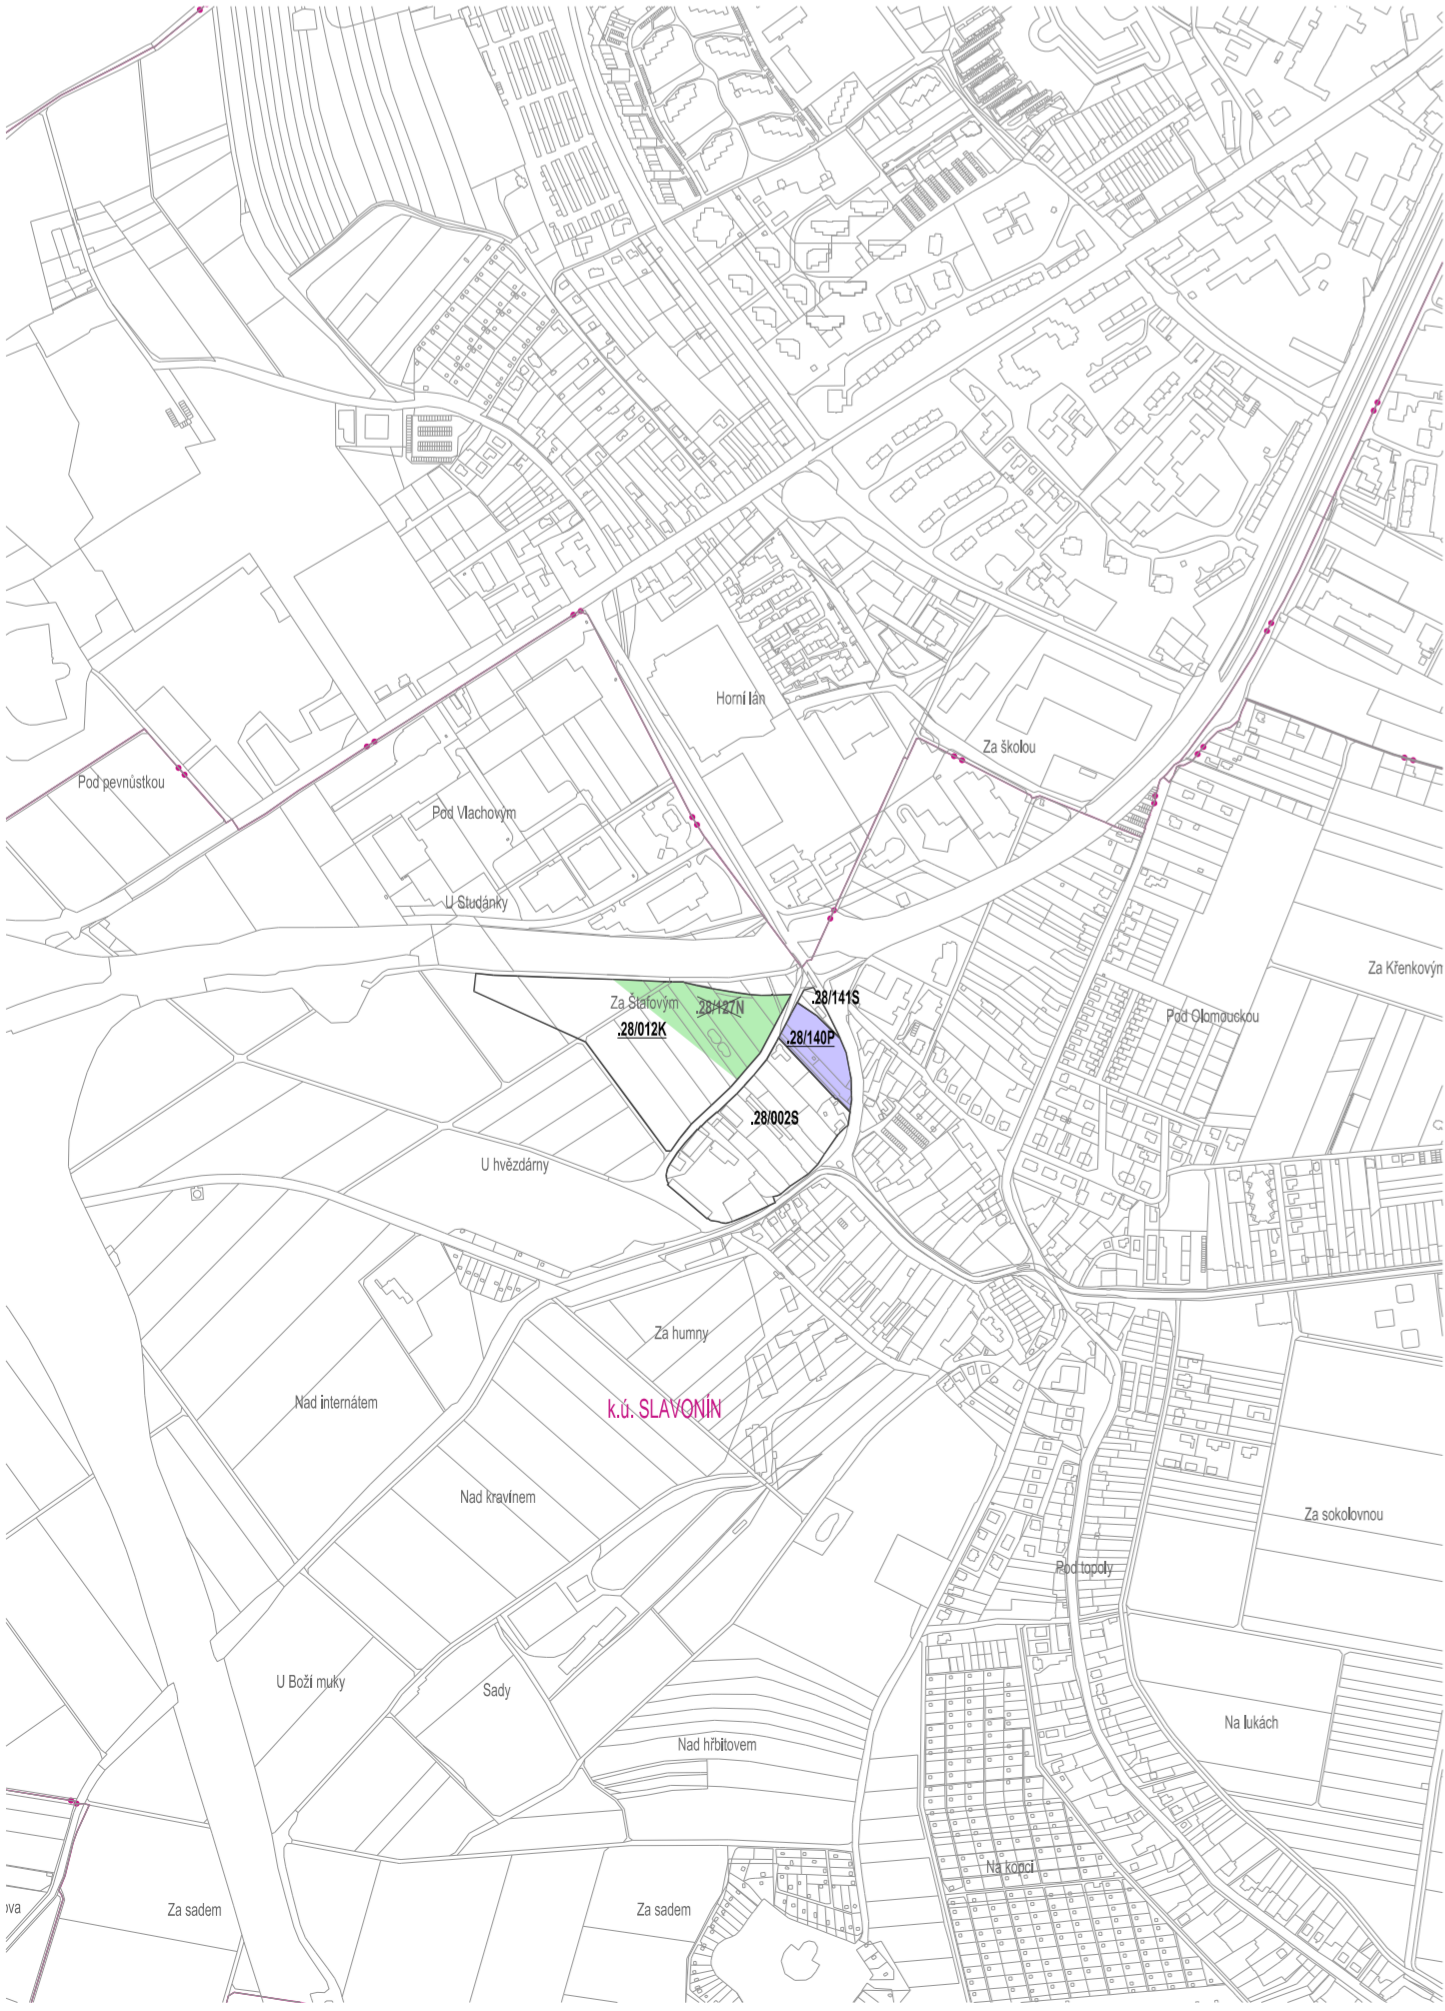 Horní lán
Za školou
Pod pevnůstkou
Pod Vlachovým
U Studánky
Za Křenkovým
Za Šťafovým
.28/127N
.28/141S
.28/012K
.28/140P
Pod Olomouckou
.28/002S
U hvězdárny
Za humny
Nad internátem
k.ú. SLAVONÍN
Nad kravínem
Za sokolovnou
Pod topoly
U Boží muky
Sady
Na lukách
Nad hřbitovem
Na kopci
ova
Za sadem
Za sadem